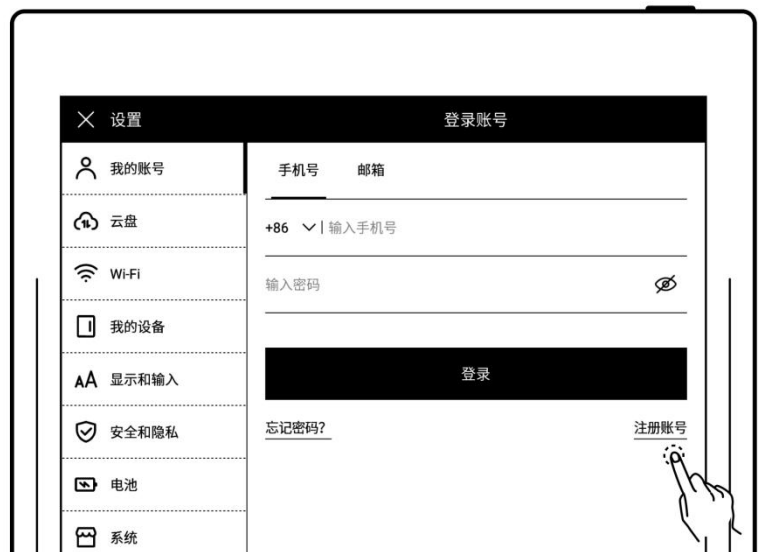 设置
登录账号
我的账号
云盘
Wi-Fi
我的设备
AA 显示和输入
安全和隐私
电池
系统
手机号 邮箱
+86 输入手机号
输入密码
登录
忘记密码?
注册账号